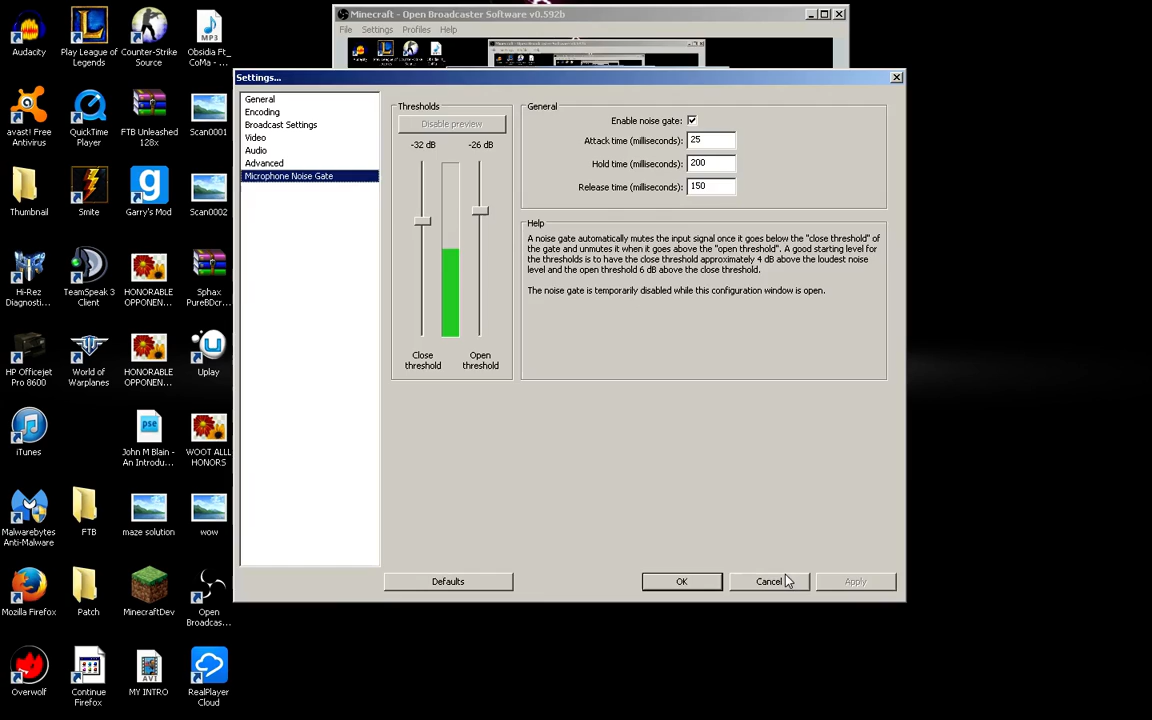 Audacity
Play League of
Legends
Counter-Strike
Source
Obsidia Ft_
CoMa - ...
avast! Free
Antivirus
QuickTime
Player
FTB Unleashed
128x
Scan0001
Thumbnail
Smite
Garry's Mod
Scan0002
Hi-Rez
Diagnosti...
TeamSpeak 3
Client
HONORABLE
OPPONEN...
Sphax
PureBDcr...
HP Officejet
Pro 8600
World of
Warplanes
HONORABLE
OPPONEN...
Uplay
iTunes
John M Blain -
An Introdu...
WOOT ALLL
HONORS
Malwarebytes
Anti-Malware
FTB
maze solution
wow
Mozilla Firefox
Patch
MinecraftDev
Open
Broadcas...
Overwolf
Continue
Firefox
MY INTRO
RealPlayer
Cloud
Minecraft - Open Broadcaster Software v0.592b
File Settings Profiles Help
Settings...
General
Encoding
Broadcast Settings
Video
Audio
Advanced
Microphone Noise Gate
Thresholds
Disable preview
-32 dB -26 dB
Close
threshold
Open
threshold
General
Enable noise gate:
Attack time (milliseconds): 25
Hold time (milliseconds): 200
Release time (milliseconds): 150
Help
A noise gate automatically mutes the input signal once it goes below the "close threshold" of
the gate and unmutes it when it goes above the "open threshold". A good starting level for
the thresholds is to have the close threshold approximately 4 dB above the loudest noise
level and the open threshold 6 dB above the close threshold.
The noise gate is temporarily disabled while this configuration window is open.
Defaults OK Cancel Apply